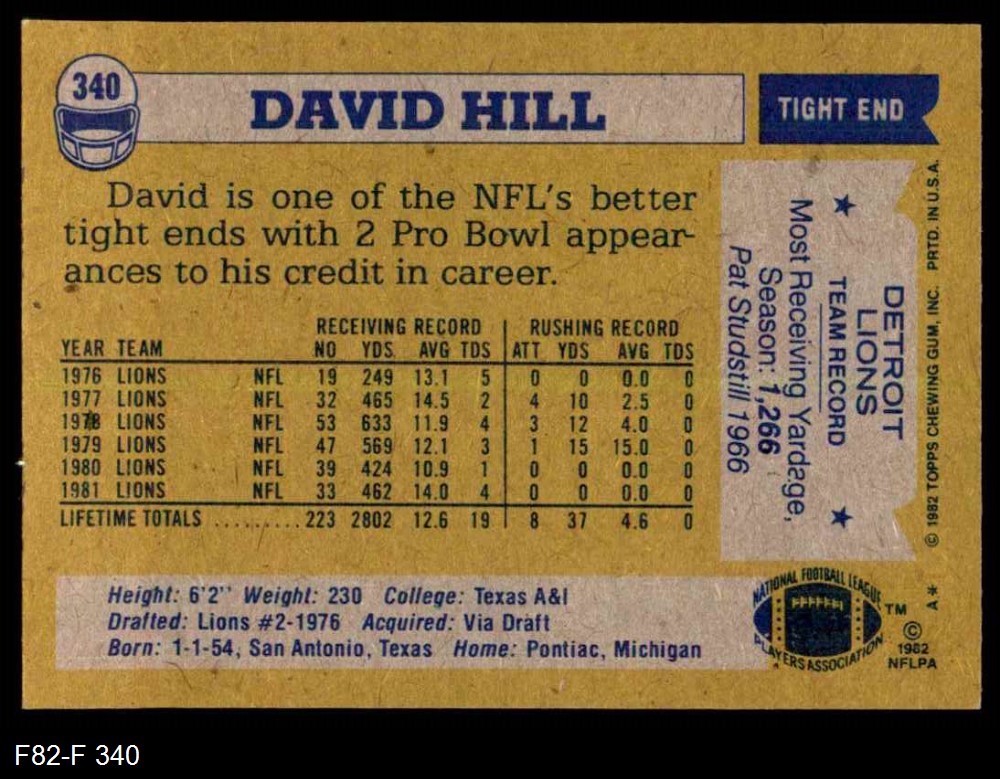 340
DAVID HILL
TIGHT END
David is one of the NFL's better
tight ends with 2 Pro Bowl appear-
ances to his credit in career.
RECEIVING RECORD | RUSHING RECORD
YEAR TEAM NO YDS. AVG TDS | ATT YDS AVG TDS
1976 LIONS NFL 19 249 13.1 5 0 0 0.0 0
1977 LIONS NFL 32 465 14.5 2 4 10 2.5 0
1978 LIONS NFL 53 633 11.9 4 3 12 4.0 0
1979 LIONS NFL 47 569 12.1 3 1 15 15.0 0
1980 LIONS NFL 39 424 10.9 1 0 0 0.0 0
1981 LIONS NFL 33 462 14.0 4 0 0 0.0 0
LIFETIME TOTALS ......... 223 2802 12.6 19 8 37 4.6 0
DETROIT
LIONS
★ TEAM RECORD ★
Most Receiving Yardage,
Season: 1,266
Pat Studstill 1966
© 1982 TOPPS CHEWING GUM, INC. PRTD. IN U.S.A.
Height: 6'2" Weight: 230 College: Texas A&I
Drafted: Lions #2-1976 Acquired: Via Draft
Born: 1-1-54, San Antonio, Texas Home: Pontiac, Michigan
NATIONAL FOOTBALL LEAGUE
PLAYERS ASSOCIATION
TM
A*
©
1982
NFLPA
F82-F 340